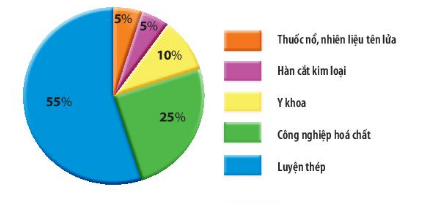 5%
5%
10%
25%
55%
Thuốc nổ, nhiên liệu tên lửa
Hàn cắt kim loại
Y khoa
Công nghiệp hoá chất
Luyện thép